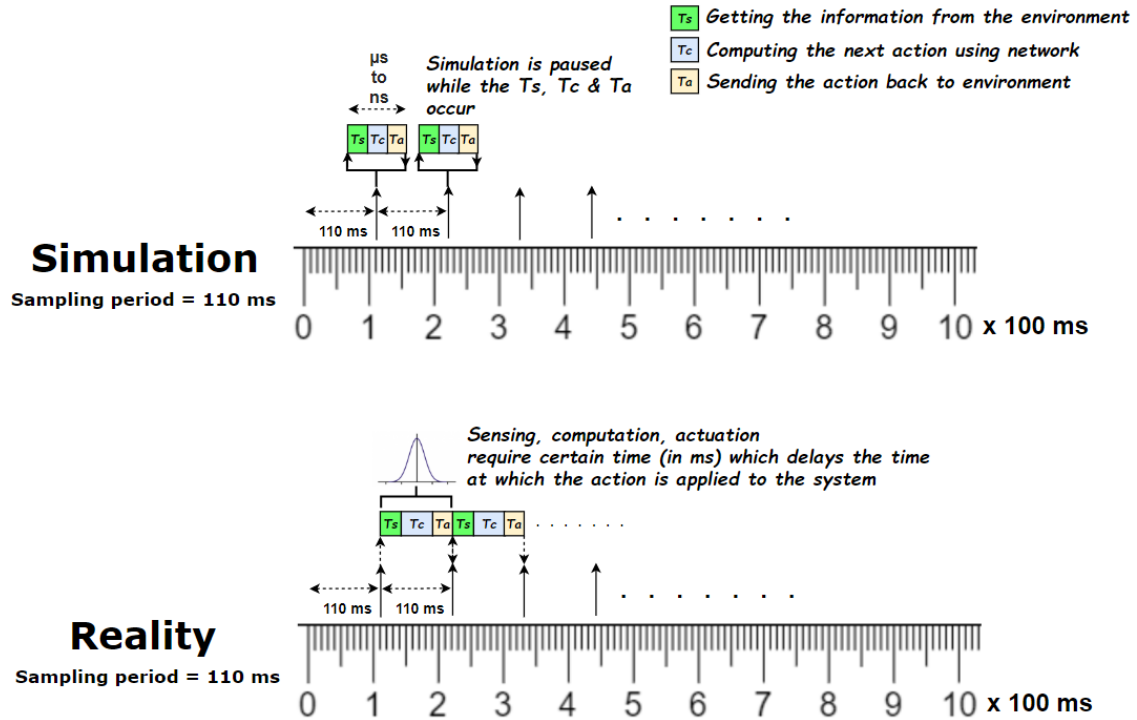 Ts Getting the information from the environment
Tc Computing the next action using network
Ta Sending the action back to environment
µs
to
ns
Simulation is paused
while the Ts, Tc & Ta
occur
Ts Tc Ta Ts Tc Ta
110 ms 110 ms
. . . . . . .
Simulation
Sampling period = 110 ms
0 1 2 3 4 5 6 7 8 9 10 x 100 ms
Sensing, computation, actuation
require certain time (in ms) which delays the time
at which the action is applied to the system
Ts Tc Ta Ts Tc Ta . . . . . . .
110 ms 110 ms
. . . . . . .
Reality
Sampling period = 110 ms
0 1 2 3 4 5 6 7 8 9 10 x 100 ms